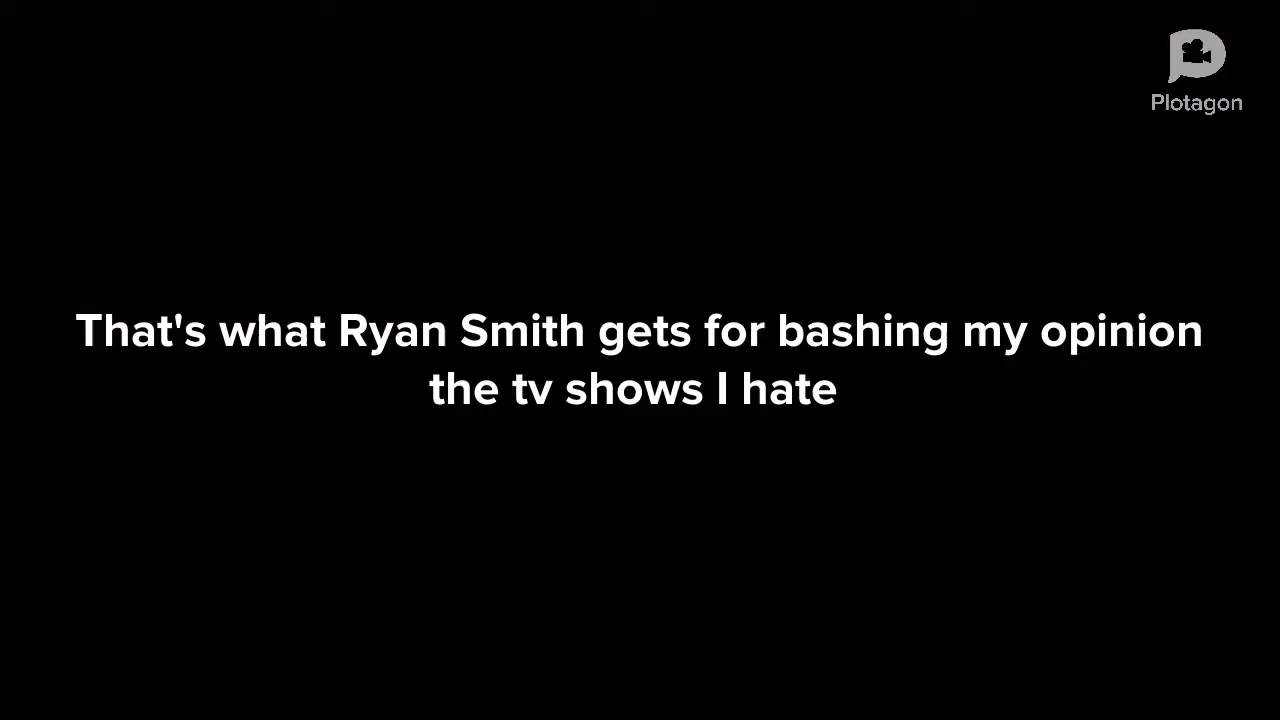 Plotagon
That's what Ryan Smith gets for bashing my opinion
the tv shows I hate